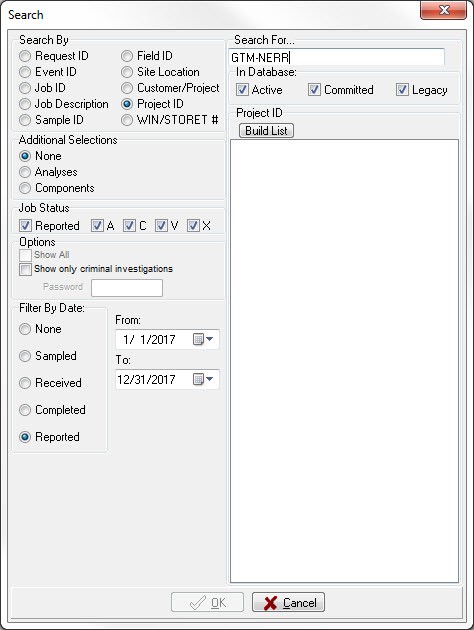 Search
Search By
Request ID
Event ID
Job ID
Job Description
Sample ID
Field ID
Site Location
Customer/Project
Project ID
WIN/STORET #
Additional Selections
None
Analyses
Components
Job Status
Reported A C V X
Options
Show All
Show only criminal investigations
Password
Filter By Date:
None
Sampled
Received
Completed
Reported
From:
1/ 1/2017
To:
12/31/2017
Search For...
GTM-NERR
In Database:
Active Committed Legacy
Project ID
Build List
OK Cancel